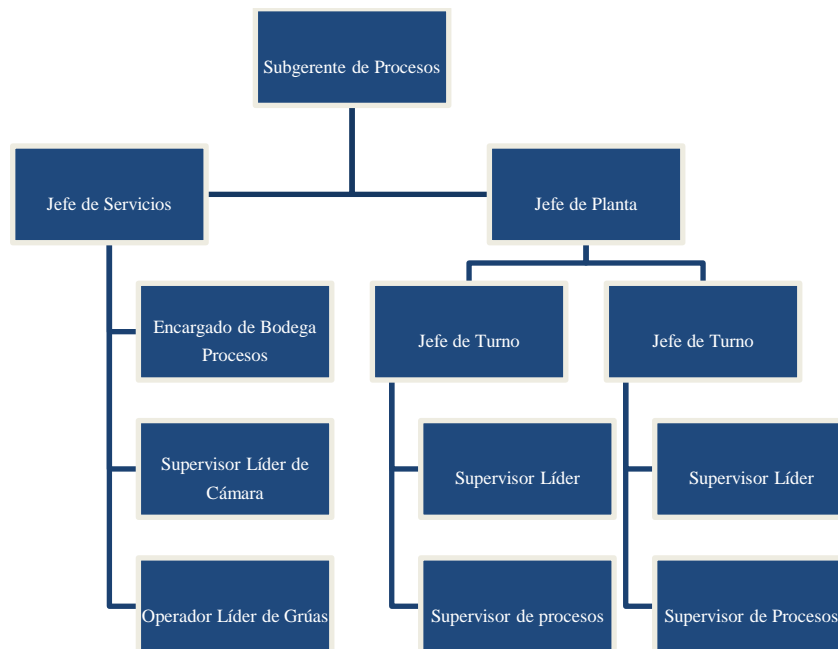 Subgerente de Procesos
Jefe de Servicios
Jefe de Planta
Encargado de Bodega
Procesos
Jefe de Turno
Jefe de Turno
Supervisor Líder de
Cámara
Supervisor Líder
Supervisor Líder
Operador Líder de Grúas
Supervisor de procesos
Supervisor de Procesos